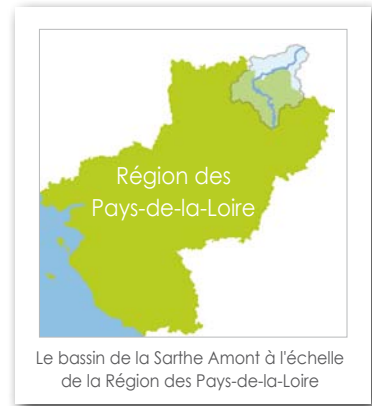 Région des
Pays-de-la-Loire
Le bassin de la Sarthe Amont à l'échelle
de la Région des Pays-de-la-Loire